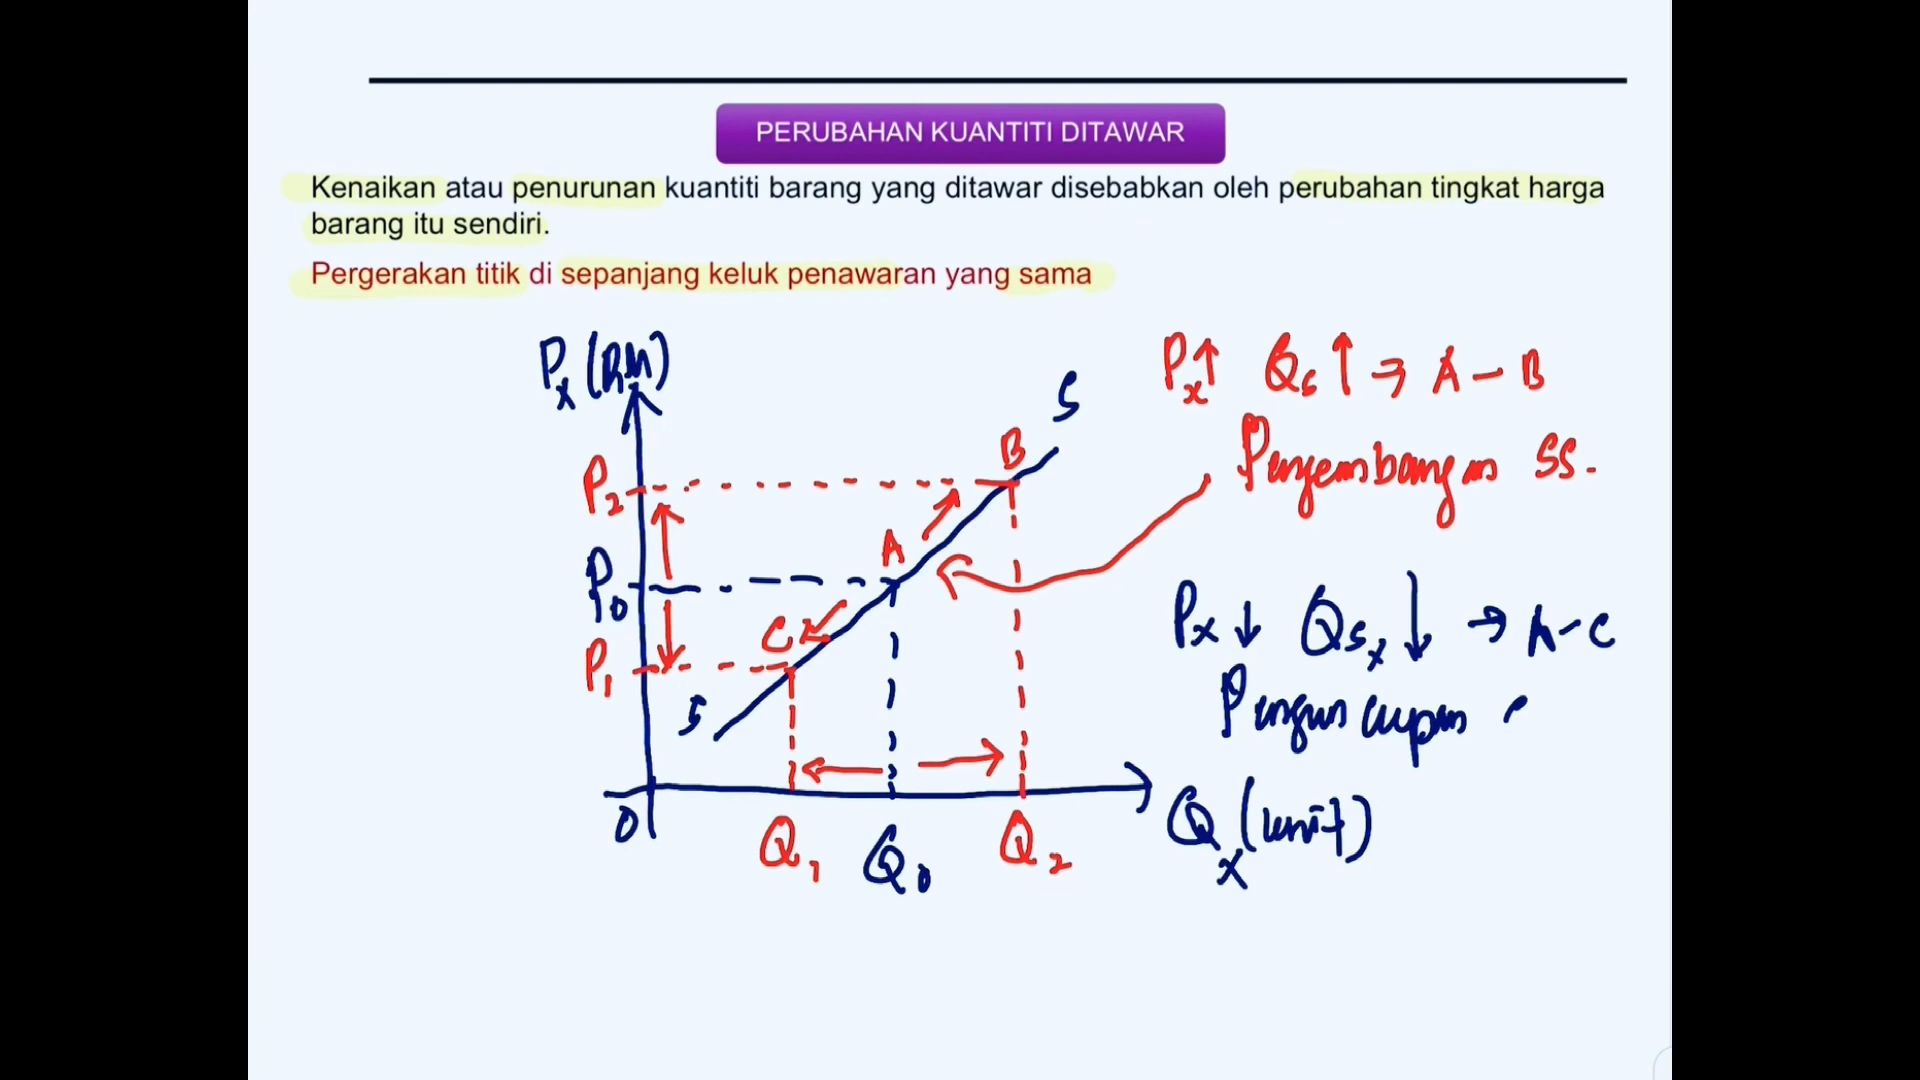 PERUBAHAN KUANTITI DITAWAR
Kenaikan atau penurunan kuantiti barang yang ditawar disebabkan oleh perubahan tingkat harga
barang itu sendiri.
Pergerakan titik di sepanjang keluk penawaran yang sama
Px (RM)
S
Px↑ Qs↑ → A - B
B
Pengembangan SS.
P2
A
P0
C
Px↓ Qsx↓ → A - C
P1
S
Penguncupan
0
Q1
Q0
Q2
Qx (unit)